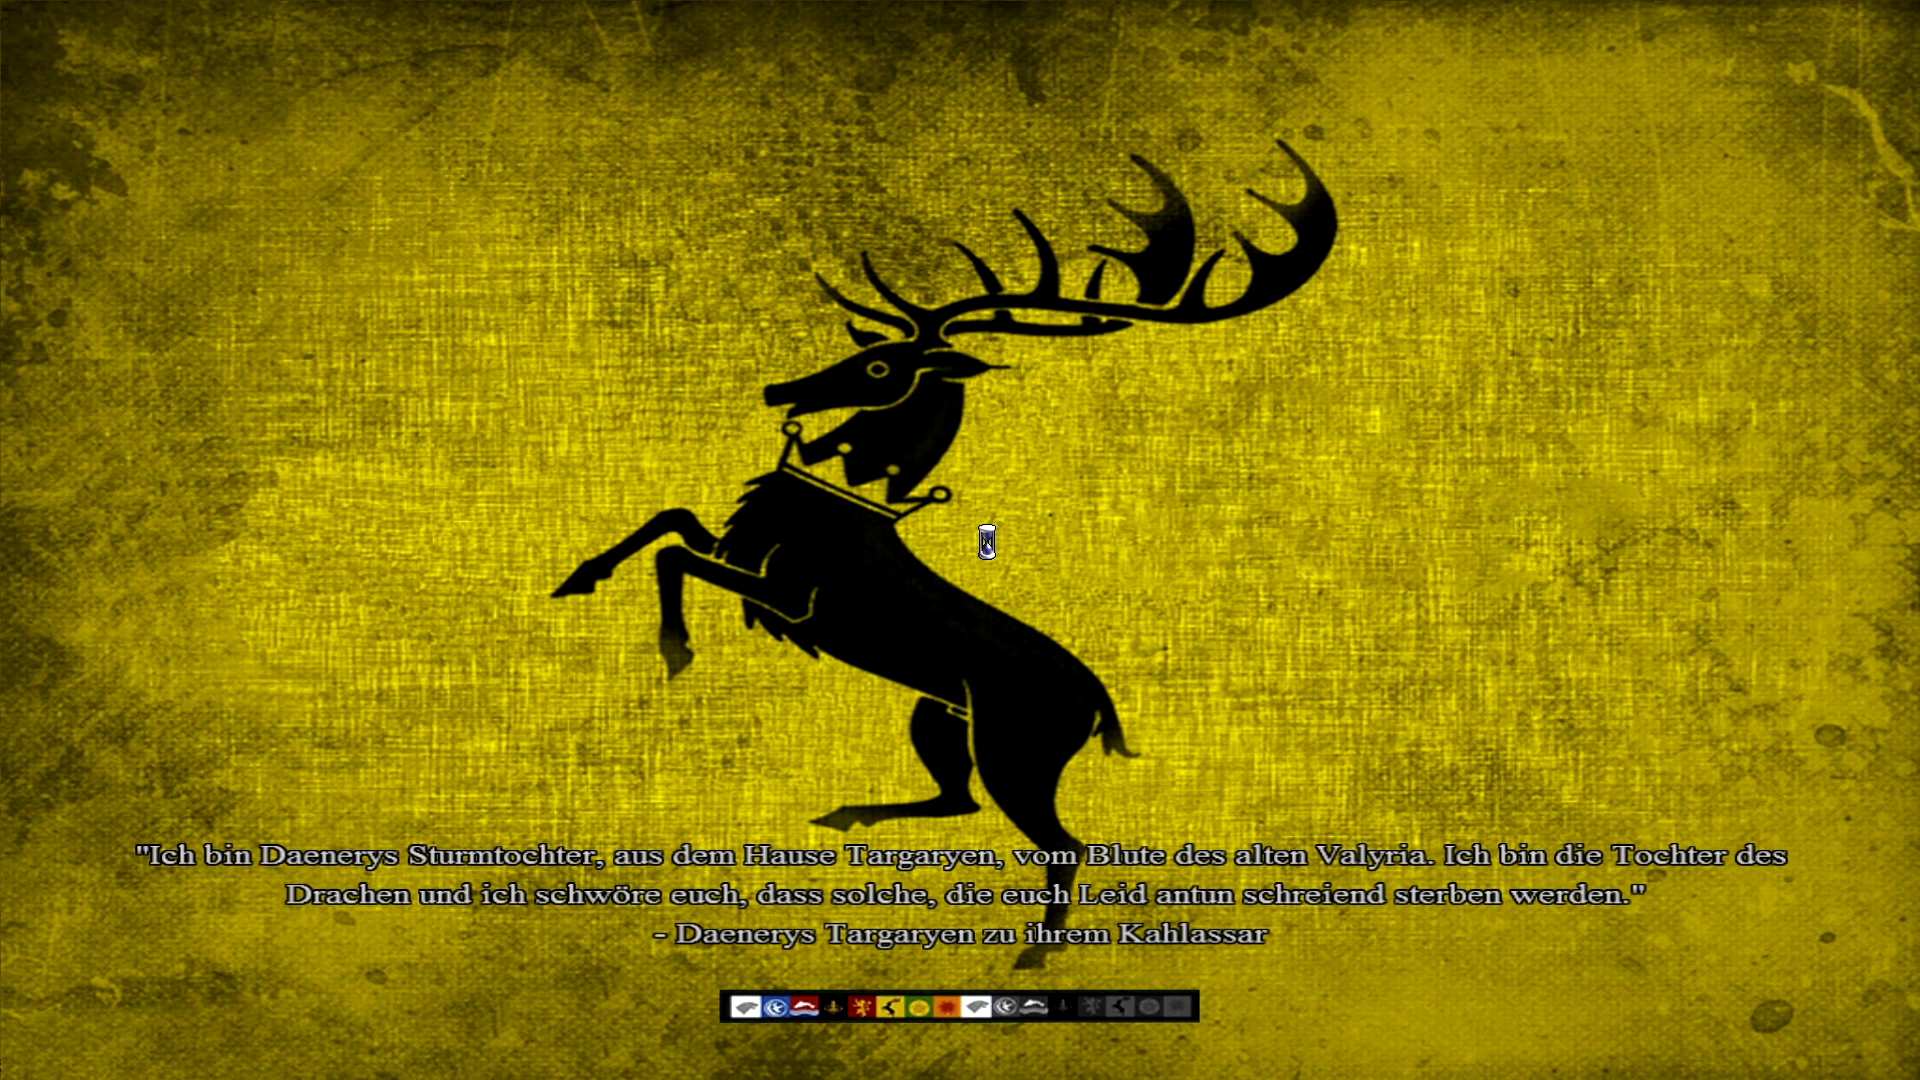 "Ich bin Daenerys Sturmtochter, aus dem Hause Targaryen, vom Blute des alten Valyria. Ich bin die Tochter des
Drachen und ich schwöre euch, dass solche, die euch Leid antun schreiend sterben werden."
- Daenerys Targaryen zu ihrem Kahlassar